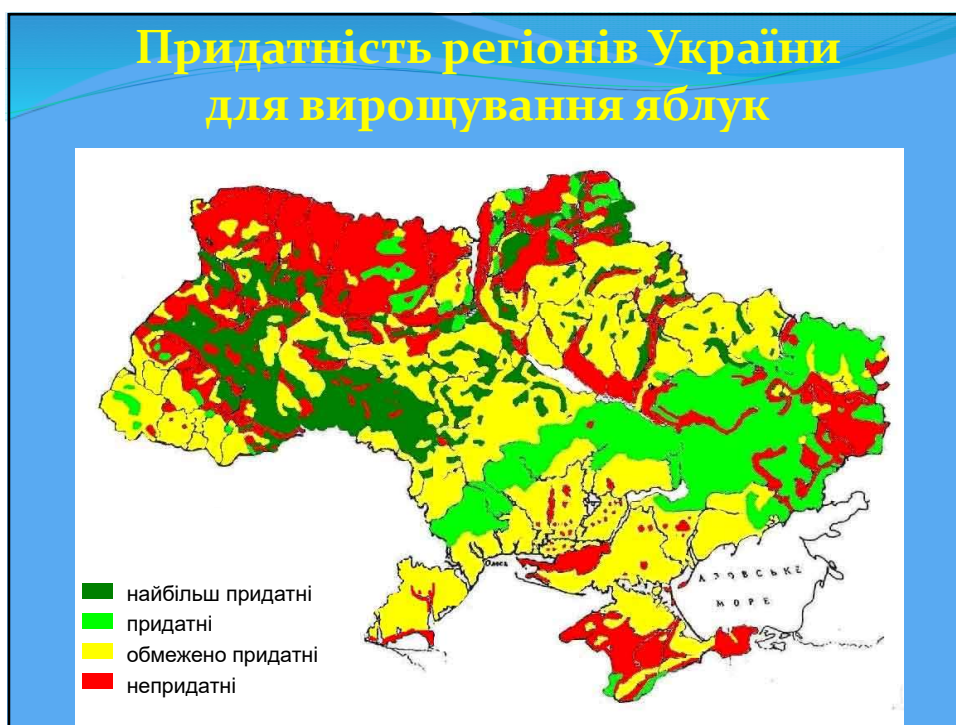 Придатність регіонів України
для вирощування яблук
Одеса
АЗОВСЬКЕ
МОРЕ
найбільш придатні
придатні
обмежено придатні
непридатні